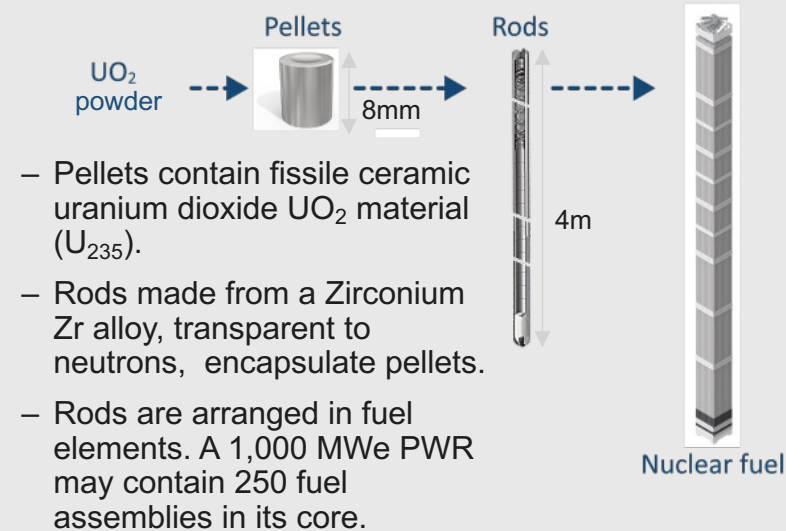 Pellets
Rods
UO₂
powder
8mm
4m
– Pellets contain fissile ceramic
uranium dioxide UO₂ material
(U₂₃₅).
– Rods made from a Zirconium
Zr alloy, transparent to
neutrons, encapsulate pellets.
– Rods are arranged in fuel
elements. A 1,000 MWe PWR
may contain 250 fuel
assemblies in its core.
Nuclear fuel